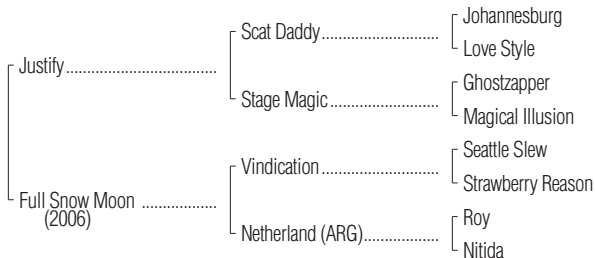 Johannesburg
Scat Daddy
Love Style
Justify
Ghostzapper
Stage Magic
Magical Illusion
Seattle Slew
Vindication
Strawberry Reason
Full Snow Moon
(2006)
Roy
Netherland (ARG)
Nitida